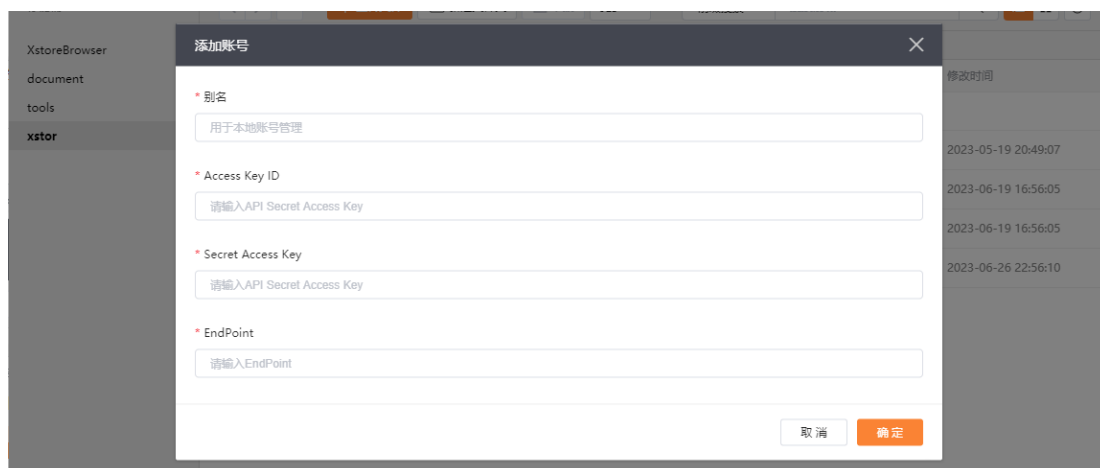 添加账号
XstoreBrowser
document
tools
xstor
* 别名
用于本地账号管理
* Access Key ID
请输入API Secret Access Key
* Secret Access Key
请输入API Secret Access Key
* EndPoint
请输入EndPoint
取消
确定
修改时间
2023-05-19 20:49:07
2023-06-19 16:56:05
2023-06-19 16:56:05
2023-06-26 22:56:10